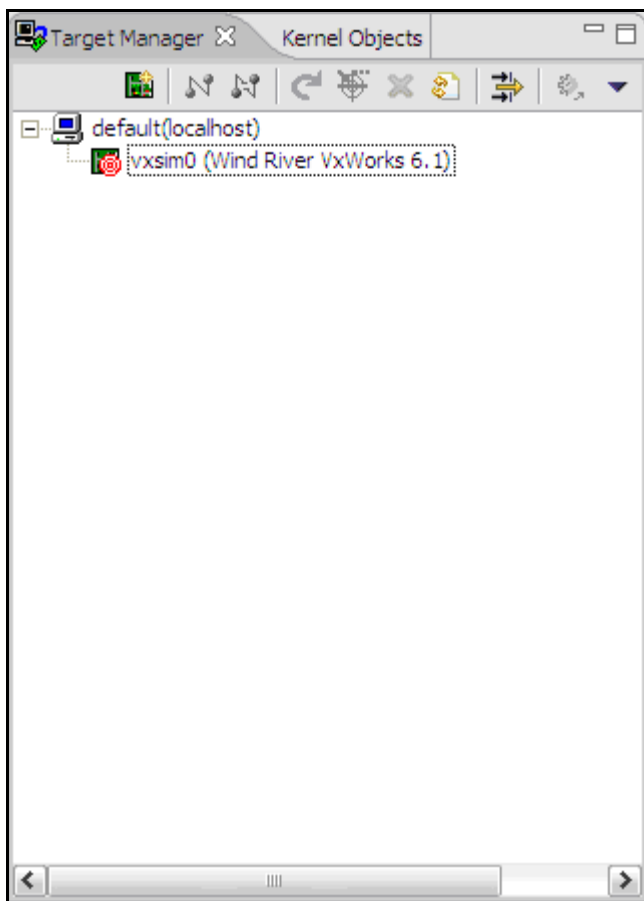 Target Manager Kernel Objects
default(localhost)
vxsim0 (Wind River VxWorks 6.1)